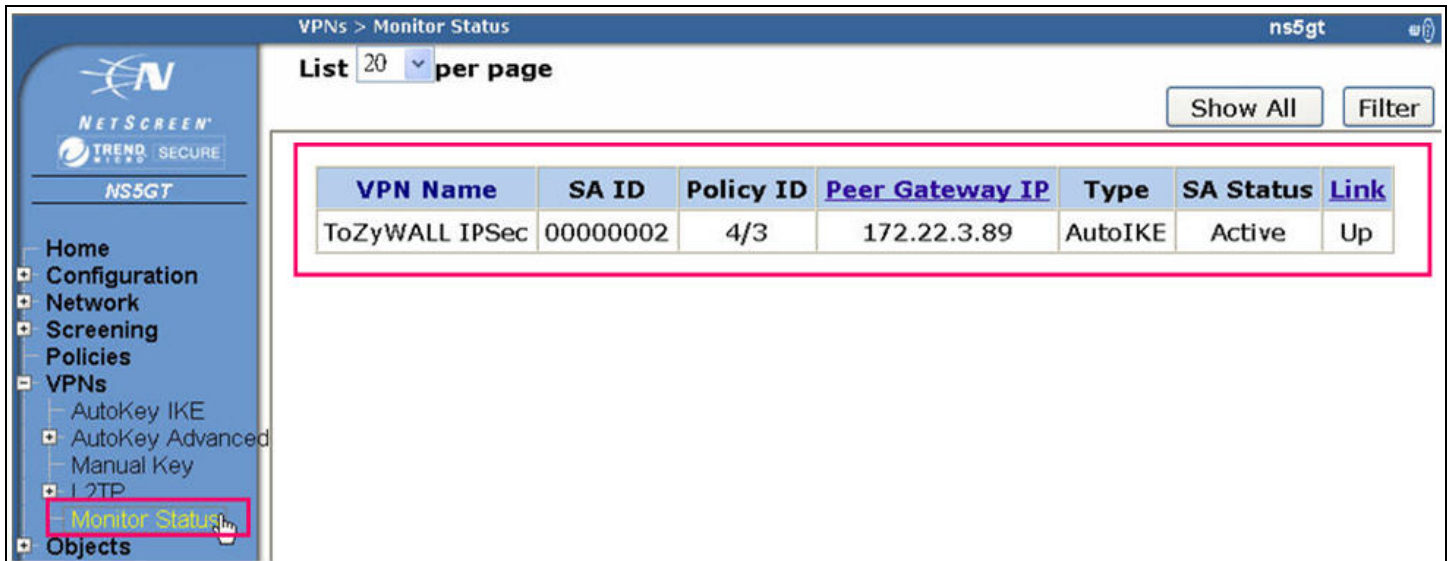 VPNs > Monitor Status
ns5gt
NETSCREEN
TREND MICRO SECURE
NS5GT
Home
Configuration
Network
Screening
Policies
VPNs
AutoKey IKE
AutoKey Advanced
Manual Key
L2TP
Monitor Status
Objects
List 20 per page
Show All Filter
VPN Name SA ID Policy ID Peer Gateway IP Type SA Status Link
ToZyWALL IPSec 00000002 4/3 172.22.3.89 AutoIKE Active Up